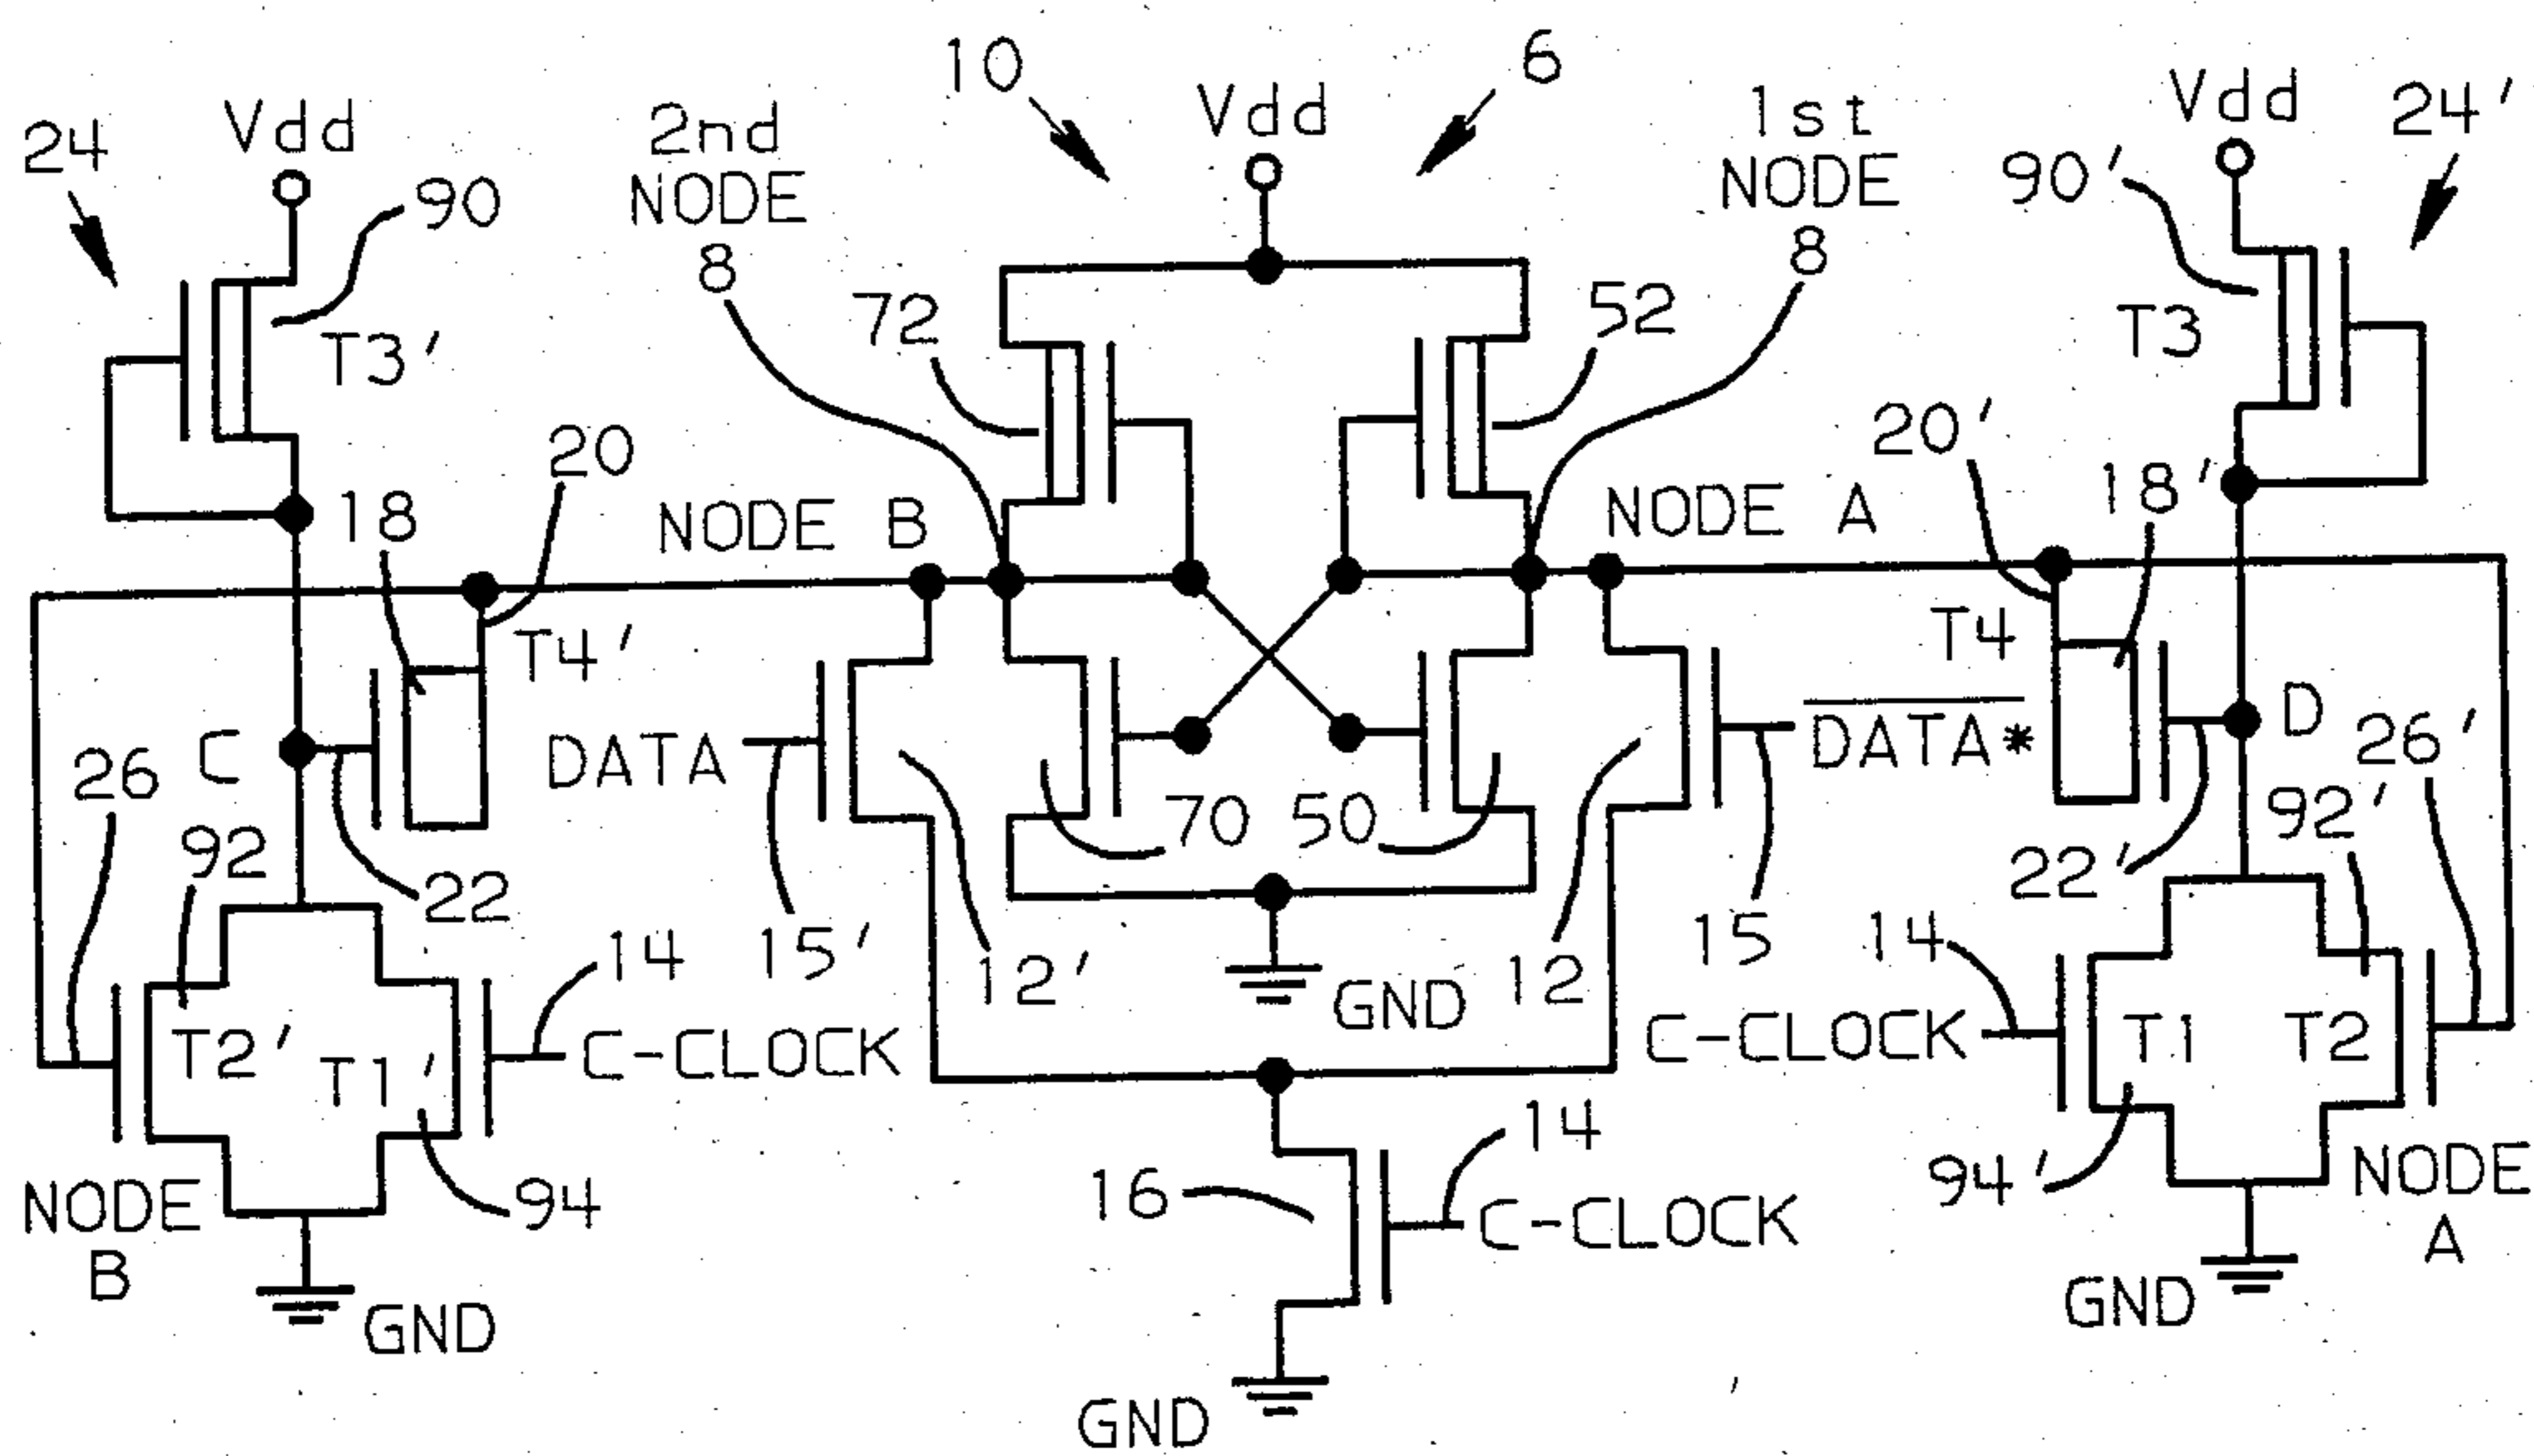 10
6
24
Vdd
2nd
NODE
8
Vdd
1st
NODE
8
Vdd
24'
90
90'
72
52
T3'
T3
20
20'
18
18'
NODE B
NODE A
T4'
T4
C
D
26
26'
DATA
DATA*
92
92'
22
22'
70
50
15'
15
12'
12
14
14
GND
C-CLOCK
C-CLOCK
T2'
T1'
T1
T2
94
94'
NODE
B
NODE
A
16
14
C-CLOCK
GND
GND
GND